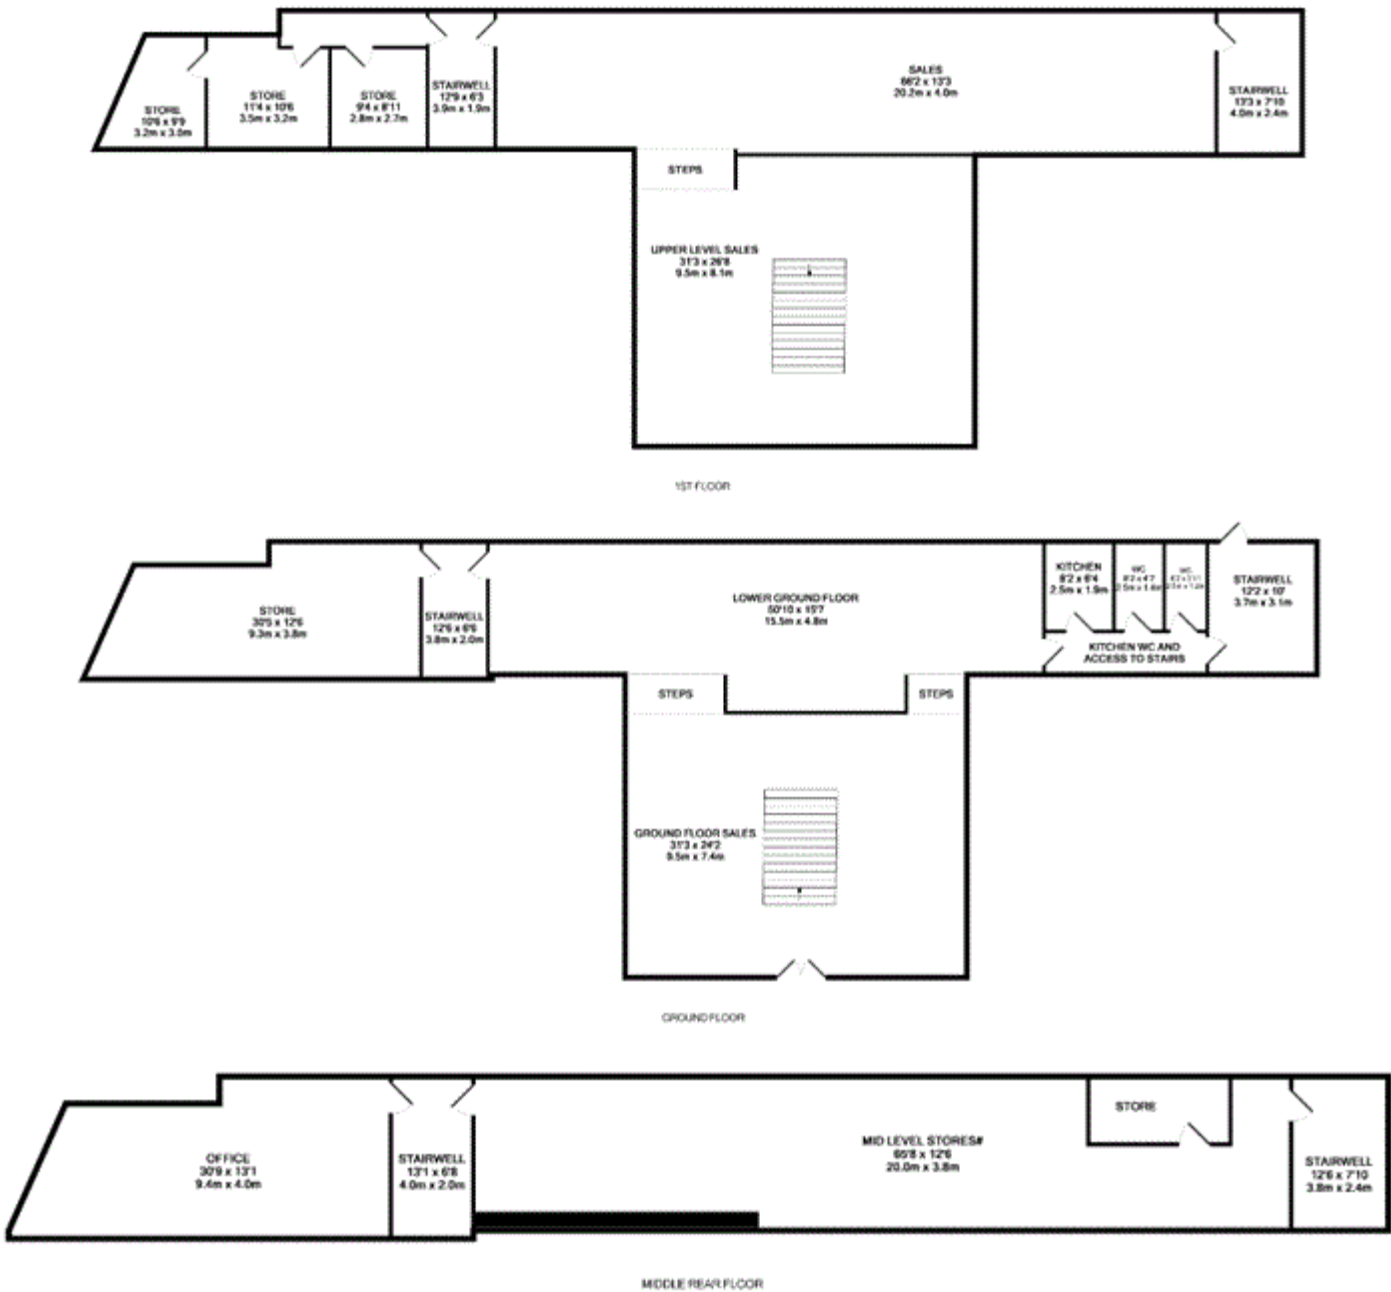 SALES
66'2 x 13'3
20.2m x 4.0m
STAIRWELL
12'9 x 6'3
3.9m x 1.9m
STORE
11'4 x 10'6
3.5m x 3.2m
STORE
9'4 x 8'11
2.8m x 2.7m
STORE
10'6 x 9'9
3.2m x 3.0m
STAIRWELL
13'3 x 7'10
4.0m x 2.4m
STEPS
UPPER LEVEL SALES
31'3 x 26'8
9.5m x 8.1m
1ST FLOOR
KITCHEN
8'2 x 6'4
2.5m x 1.9m
WC
8'2 x 4'7
WC
STAIRWELL
12'2 x 10'
3.7m x 3.1m
LOWER GROUND FLOOR
50'10 x 15'7
15.5m x 4.8m
STORE
30'5 x 12'6
9.3m x 3.8m
STAIRWELL
12'6 x 6'6
3.8m x 2.0m
KITCHEN WC AND
ACCESS TO STAIRS
STEPS
STEPS
GROUND FLOOR SALES
31'3 x 24'2
9.5m x 7.4m
GROUND FLOOR
STORE
MID LEVEL STORES#
65'8 x 12'6
20.0m x 3.8m
OFFICE
30'9 x 13'1
9.4m x 4.0m
STAIRWELL
13'1 x 6'8
4.0m x 2.0m
STAIRWELL
12'6 x 7'10
3.8m x 2.4m
MIDDLE REAR FLOOR